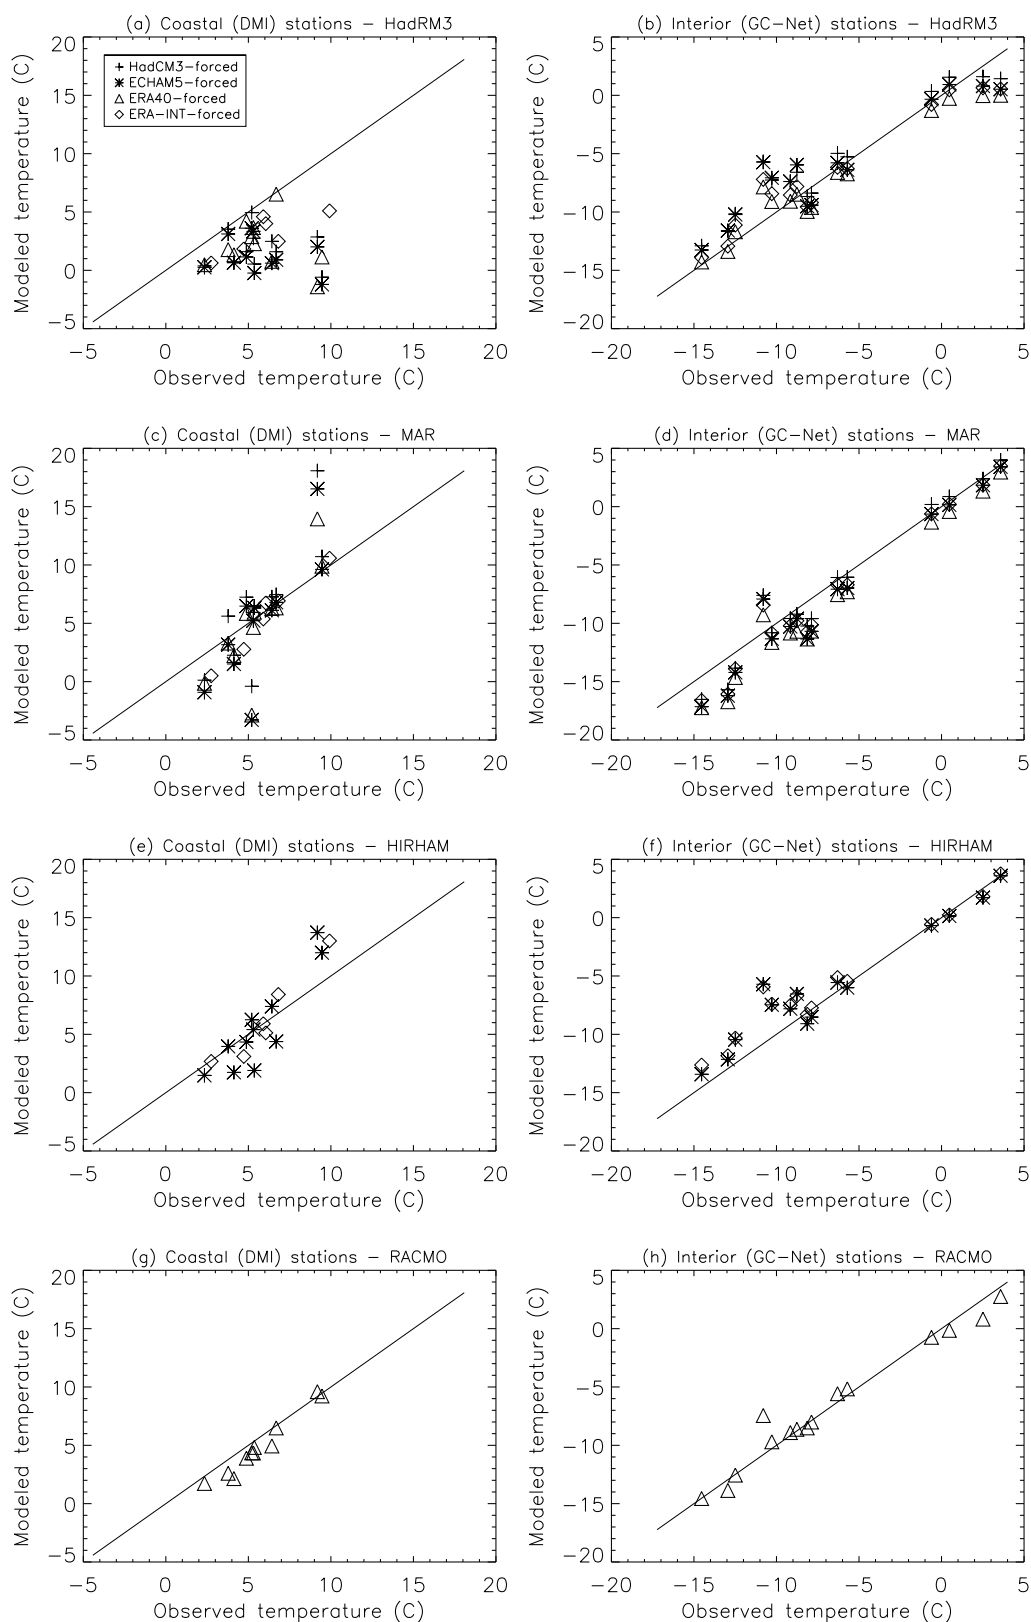 (a) Coastal (DMI) stations - HadRM3
20
15
10
5
0
-5
Modeled temperature (C)
+ HadCM3-forced
✳ ECHAM5-forced
△ ERA40-forced
◇ ERA-INT-forced
-5 0 5 10 15 20
Observed temperature (C)
(b) Interior (GC-Net) stations - HadRM3
5
0
-5
-10
-15
-20
Modeled temperature (C)
-20 -15 -10 -5 0 5
Observed temperature (C)
(c) Coastal (DMI) stations - MAR
20
15
10
5
0
-5
Modeled temperature (C)
-5 0 5 10 15 20
Observed temperature (C)
(d) Interior (GC-Net) stations - MAR
5
0
-5
-10
-15
-20
Modeled temperature (C)
-20 -15 -10 -5 0 5
Observed temperature (C)
(e) Coastal (DMI) stations - HIRHAM
20
15
10
5
0
-5
Modeled temperature (C)
-5 0 5 10 15 20
Observed temperature (C)
(f) Interior (GC-Net) stations - HIRHAM
5
0
-5
-10
-15
-20
Modeled temperature (C)
-20 -15 -10 -5 0 5
Observed temperature (C)
(g) Coastal (DMI) stations - RACMO
20
15
10
5
0
-5
Modeled temperature (C)
-5 0 5 10 15 20
Observed temperature (C)
(h) Interior (GC-Net) stations - RACMO
5
0
-5
-10
-15
-20
Modeled temperature (C)
-20 -15 -10 -5 0 5
Observed temperature (C)